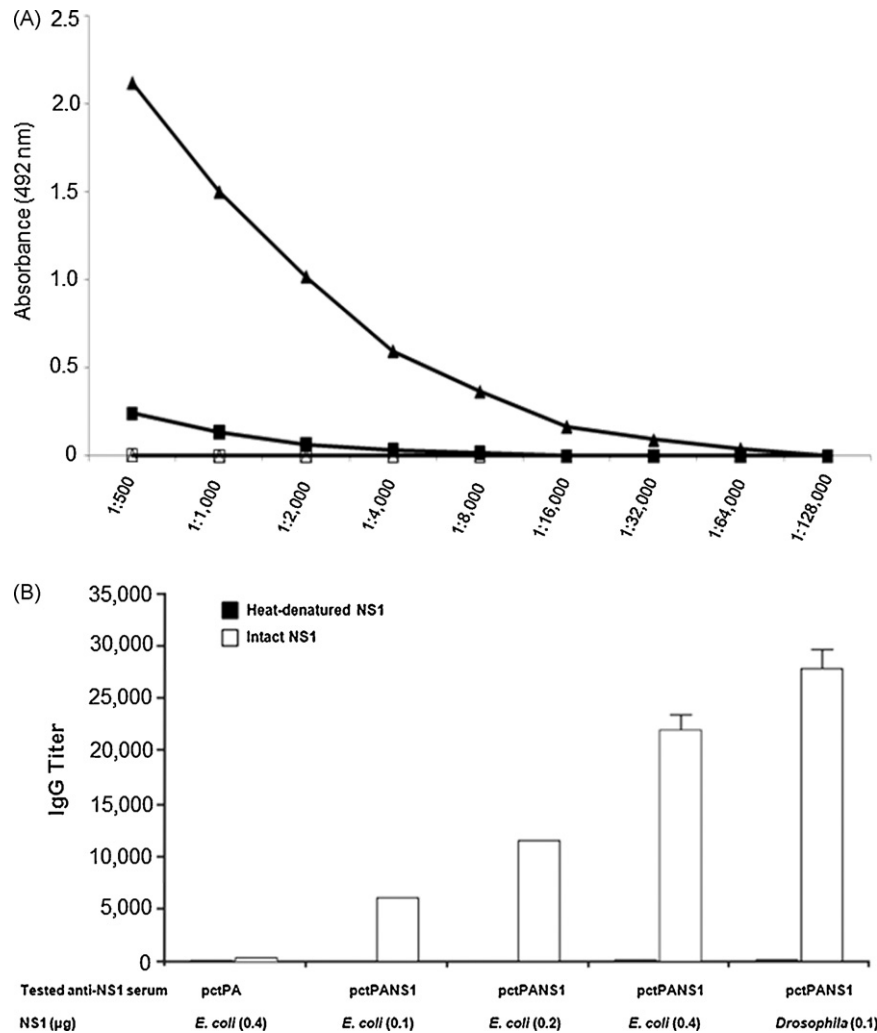 (A)
2.5
2.0
1.5
1.0
0.5
0
Absorbance (492 nm)
1:500
1:1,000
1:2,000
1:4,000
1:8,000
1:16,000
1:32,000
1:64,000
1:128,000
(B)
35,000
30,000
25,000
20,000
15,000
10,000
5,000
0
IgG Titer
Heat-denatured NS1
Intact NS1
Tested anti-NS1 serum pctPA pctPANS1 pctPANS1 pctPANS1 pctPANS1
NS1 (μg) E. coli (0.4) E. coli (0.1) E. coli (0.2) E. coli (0.4) Drosophila (0.1)